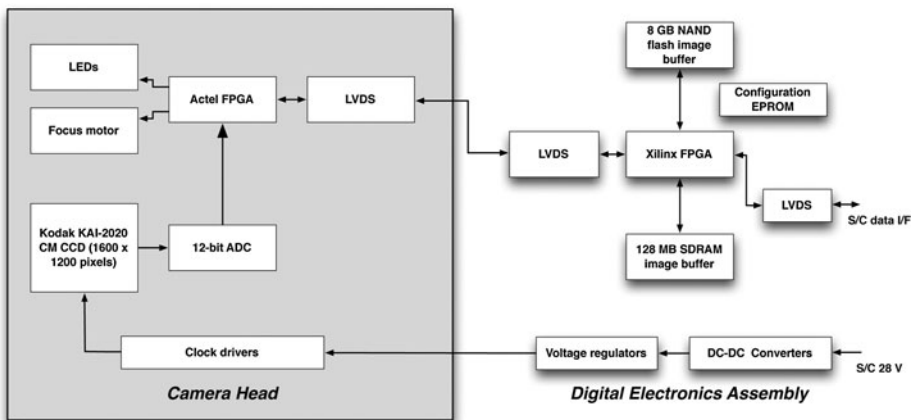 LEDs
Focus motor
Actel FPGA
LVDS
Kodak KAI-2020
CM CCD (1600 x
1200 pixels)
12-bit ADC
Clock drivers
Camera Head
8 GB NAND
flash image
buffer
Configuration
EPROM
LVDS
Xilinx FPGA
LVDS
S/C data I/F
128 MB SDRAM
image buffer
Voltage regulators
DC-DC Converters
S/C 28 V
Digital Electronics Assembly